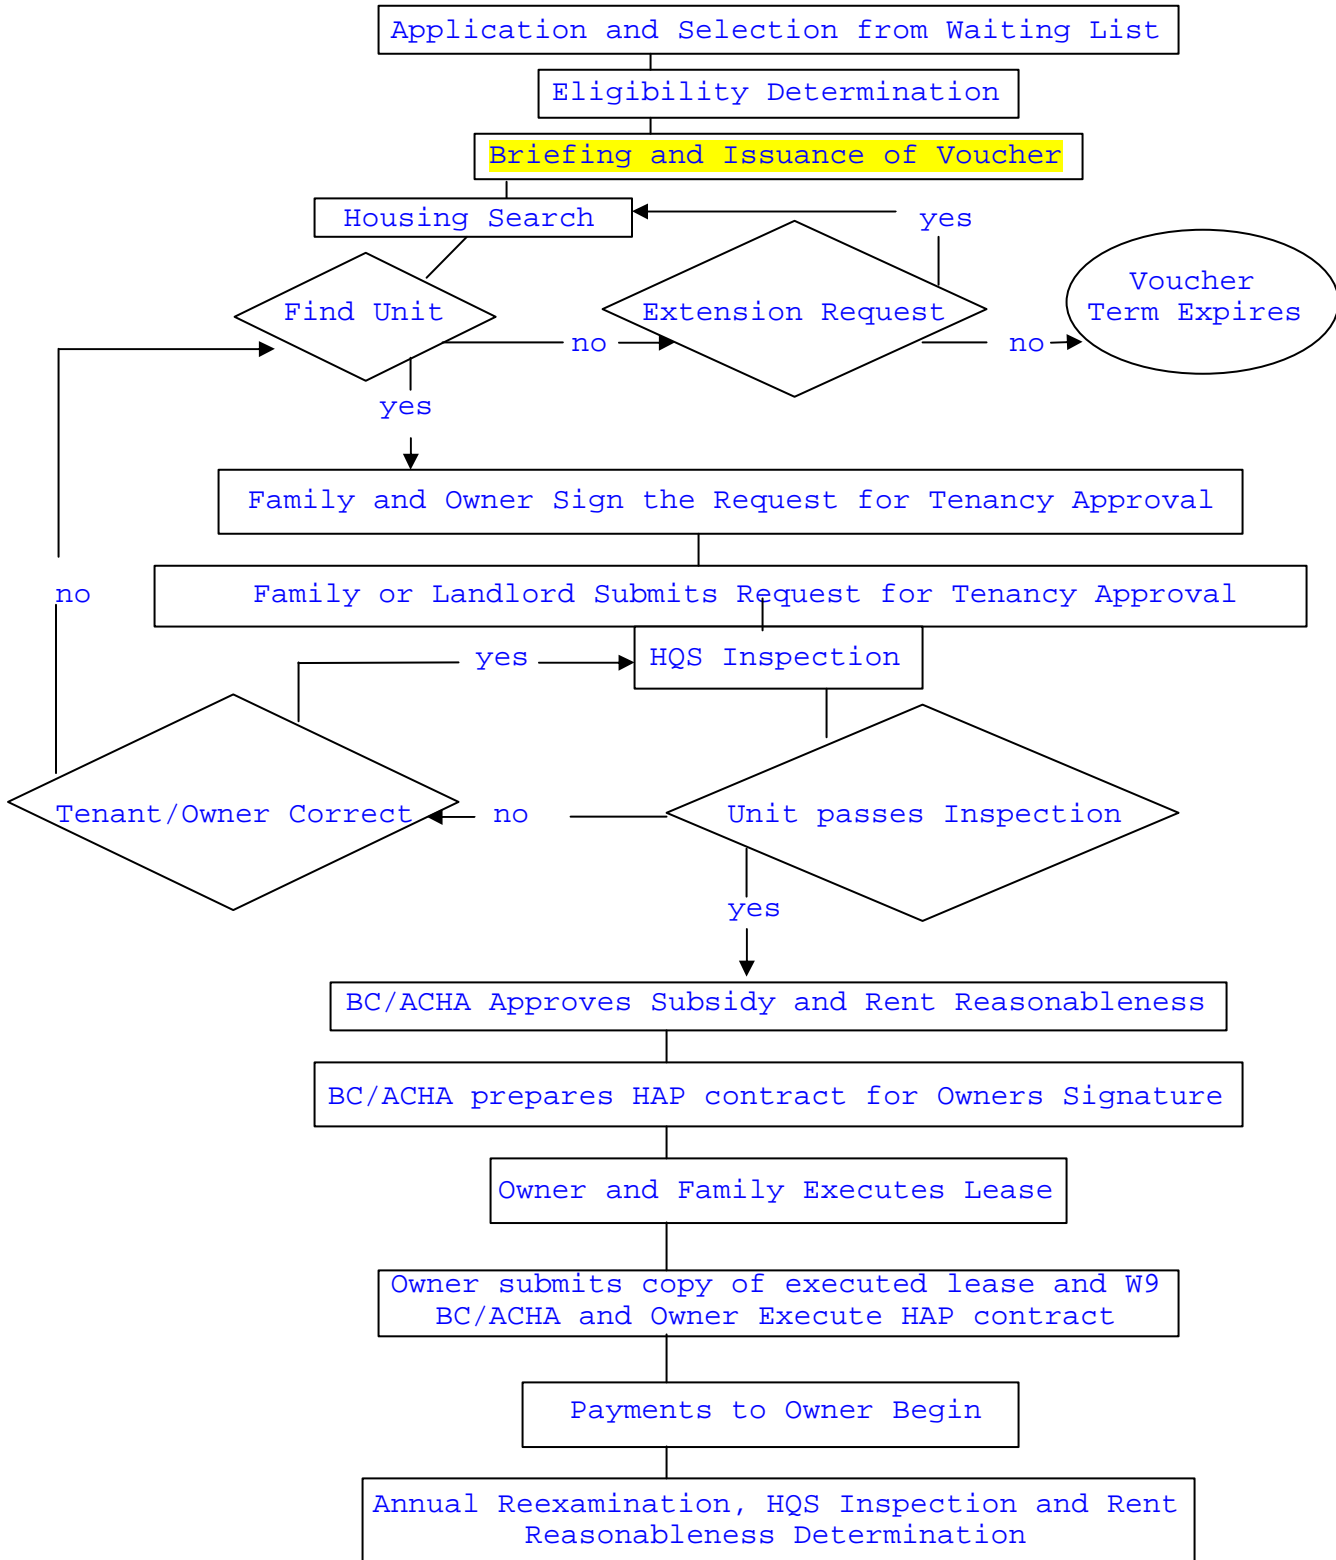 Application and Selection from Waiting List
Eligibility Determination
Briefing and Issuance of Voucher
Housing Search
yes
Find Unit
Extension Request
Voucher
Term Expires
no
no
yes
Family and Owner Sign the Request for Tenancy Approval
no
Family or Landlord Submits Request for Tenancy Approval
yes
HQS Inspection
Tenant/Owner Correct
no
Unit passes Inspection
yes
BC/ACHA Approves Subsidy and Rent Reasonableness
BC/ACHA prepares HAP contract for Owners Signature
Owner and Family Executes Lease
Owner submits copy of executed lease and W9
BC/ACHA and Owner Execute HAP contract
Payments to Owner Begin
Annual Reexamination, HQS Inspection and Rent
Reasonableness Determination